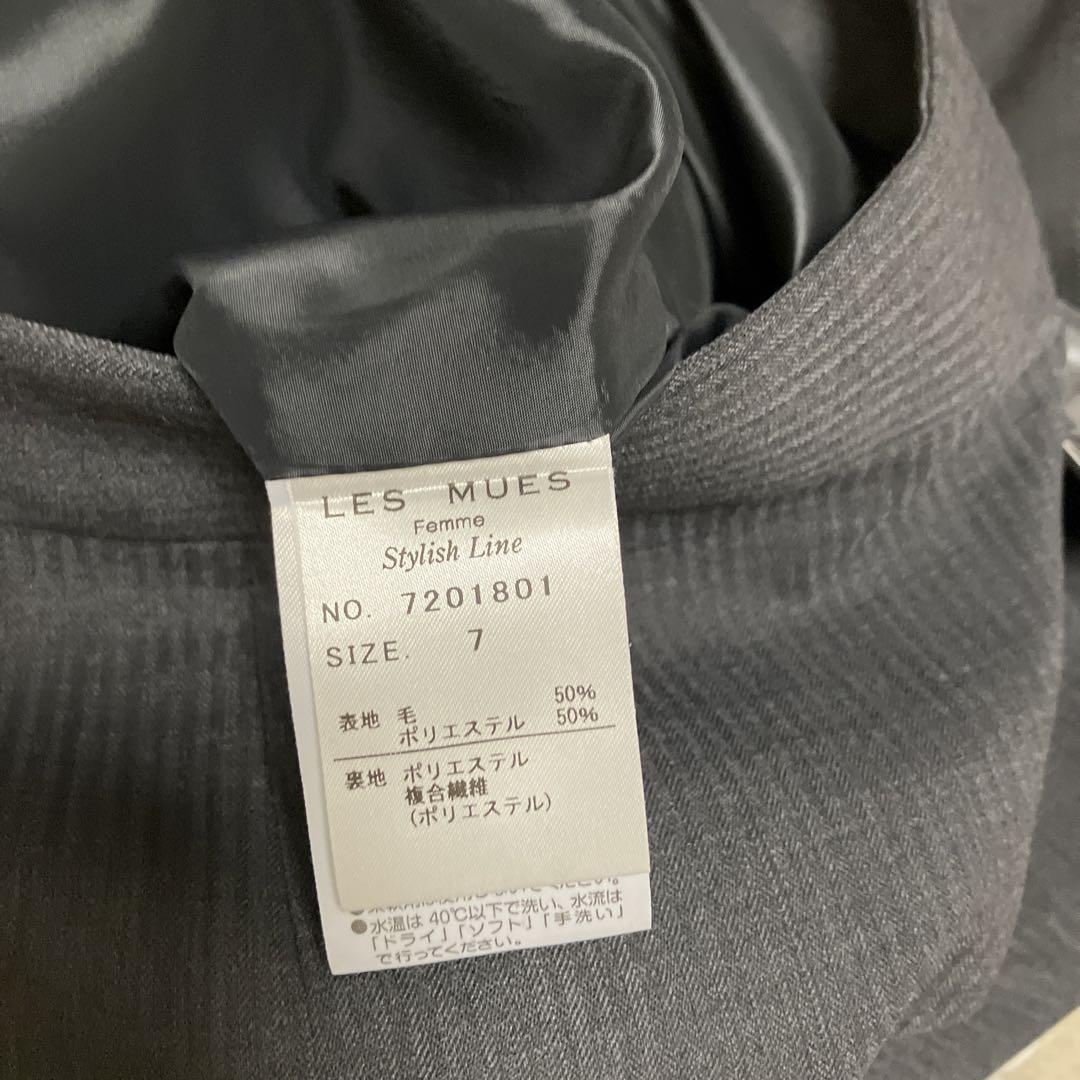 LES MUES
Femme
Stylish Line
NO. 7201801
SIZE. 7
表地 毛 50%
ポリエステル 50%
裏地 ポリエステル
複合繊維
(ポリエステル)
●水温は40℃以下で洗い、水流は
「ドライ」「ソフト」「手洗い」
で行ってください。